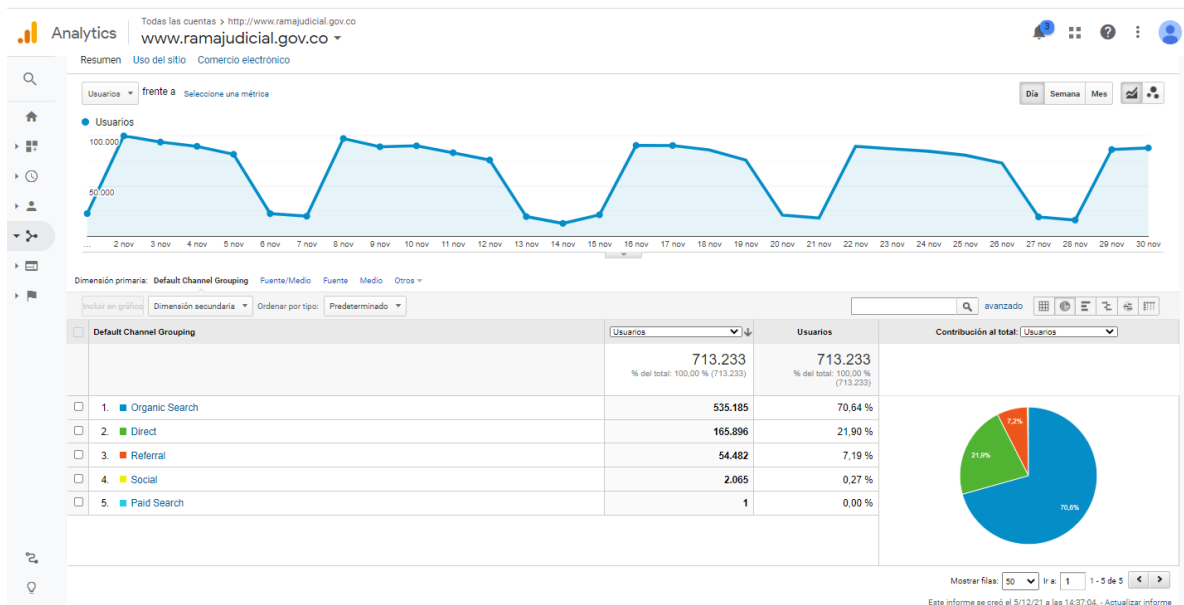 Todas las cuentas > http://www.ramajudicial.gov.co
Analytics
www.ramajudicial.gov.co
3
Resumen Uso del sitio Comercio electrónico
Usuarios frente a Seleccione una métrica
Día Semana Mes
Usuarios
100.000
50.000
... 2 nov 3 nov 4 nov 5 nov 6 nov 7 nov 8 nov 9 nov 10 nov 11 nov 12 nov 13 nov 14 nov 15 nov 16 nov 17 nov 18 nov 19 nov 20 nov 21 nov 22 nov 23 nov 24 nov 25 nov 26 nov 27 nov 28 nov 29 nov 30 nov
Dimensión primaria: Default Channel Grouping Fuente/Medio Fuente Medio Otros
Incluir en gráfico Dimensión secundaria Ordenar por tipo: Predeterminado avanzado
Default Channel Grouping Usuarios Usuarios Contribución al total: Usuarios
713.233 713.233
% del total: 100,00 % (713.233) % del total: 100,00 %
(713.233)
1. Organic Search 535.185 70,64 %
2. Direct 165.896 21,90 %
3. Referral 54.482 7,19 %
4. Social 2.065 0,27 %
5. Paid Search 1 0,00 %
7,2%
21,9%
70,6%
Mostrar filas: 50 Ir a: 1 1 - 5 de 5
Este informe se creó el 5/12/21 a las 14:37:04. - Actualizar informe